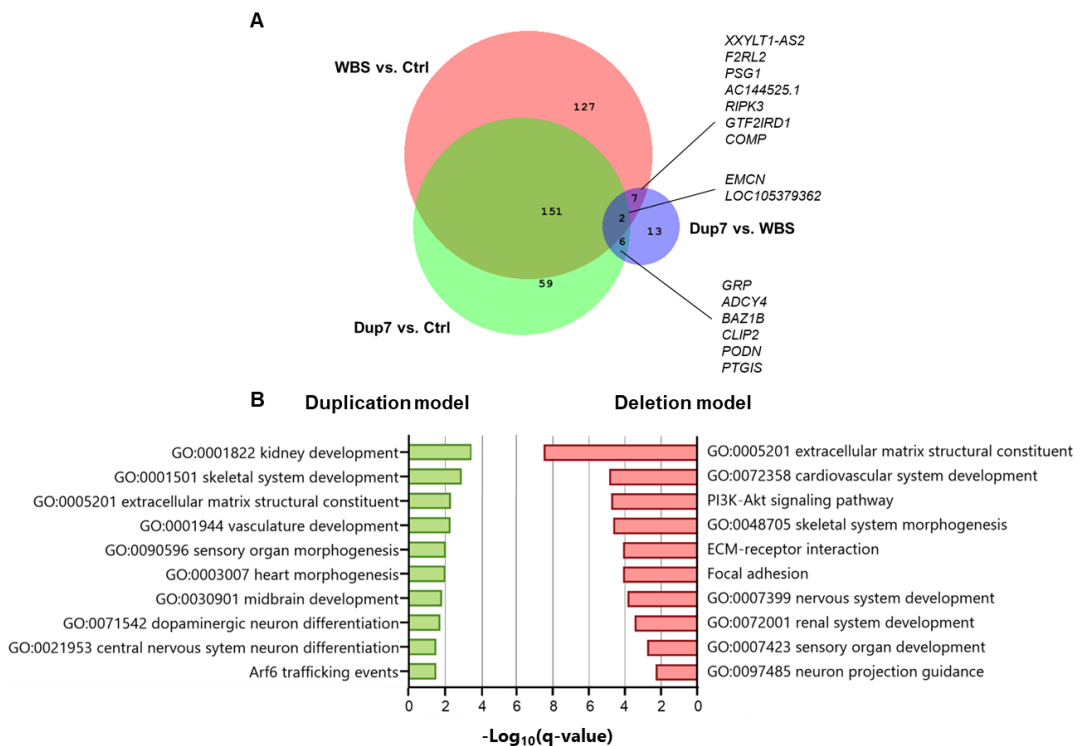 A
WBS vs. Ctrl
127
151
59
7
2
6
13
Dup7 vs. WBS
Dup7 vs. Ctrl
XXYLT1-AS2
F2RL2
PSG1
AC144525.1
RIPK3
GTF2IRD1
COMP
EMCN
LOC105379362
GRP
ADCY4
BAZ1B
CLIP2
PODN
PTGIS
B
Duplication model
Deletion model
GO:0001822 kidney development
GO:0001501 skeletal system development
GO:0005201 extracellular matrix structural constituent
GO:0001944 vasculature development
GO:0090596 sensory organ morphogenesis
GO:0003007 heart morphogenesis
GO:0030901 midbrain development
GO:0071542 dopaminergic neuron differentiation
GO:0021953 central nervous sytem neuron differentiation
Arf6 trafficking events
GO:0005201 extracellular matrix structural constituent
GO:0072358 cardiovascular system development
PI3K-Akt signaling pathway
GO:0048705 skeletal system morphogenesis
ECM-receptor interaction
Focal adhesion
GO:0007399 nervous system development
GO:0072001 renal system development
GO:0007423 sensory organ development
GO:0097485 neuron projection guidance
0 2 4 6 8 6 4 2 0
-Log10(q-value)